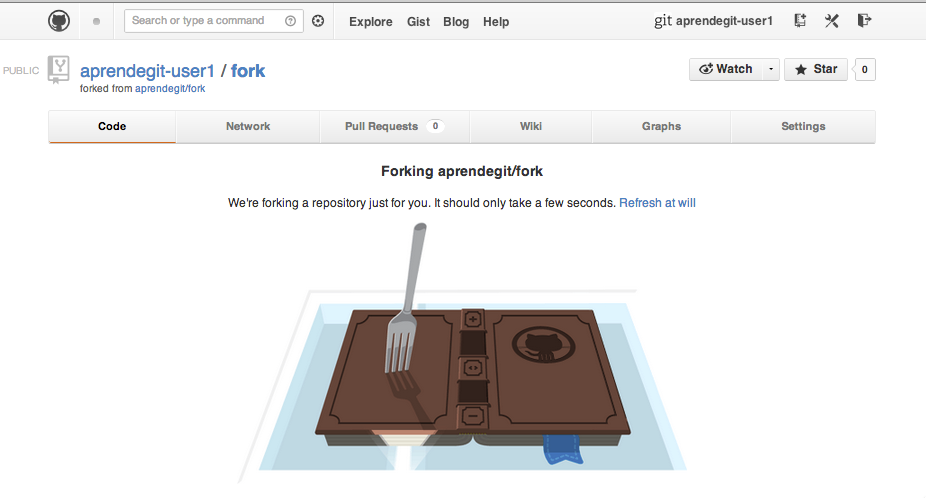 Search or type a command
Explore Gist Blog Help
git aprendegit-user1
PUBLIC
aprendegit-user1 / fork
forked from aprendegit/fork
Watch
Star
0
Code Network Pull Requests 0 Wiki Graphs Settings
Forking aprendegit/fork
We're forking a repository just for you. It should only take a few seconds. Refresh at will